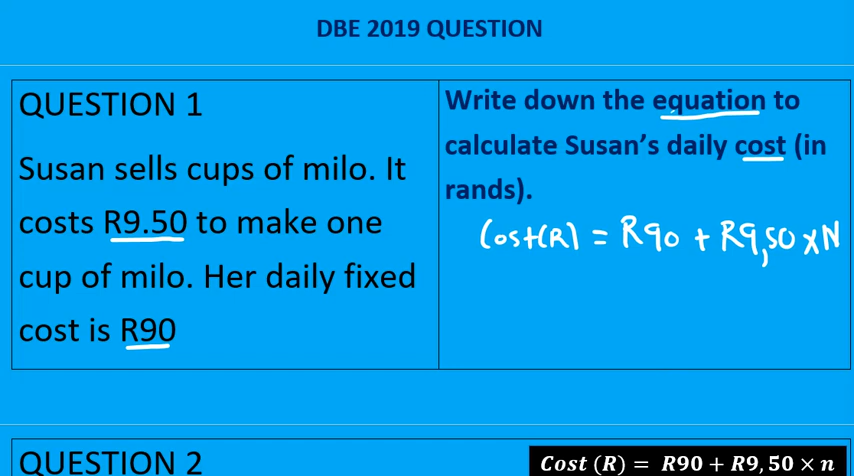 DBE 2019 QUESTION
QUESTION 1
Susan sells cups of milo. It
costs R9.50 to make one
cup of milo. Her daily fixed
cost is R90
Write down the equation to
calculate Susan's daily cost (in
rands).
Cost(R) = R90 + R9,50 × N
QUESTION 2
Cost (R) = R90 + R9, 50 × n